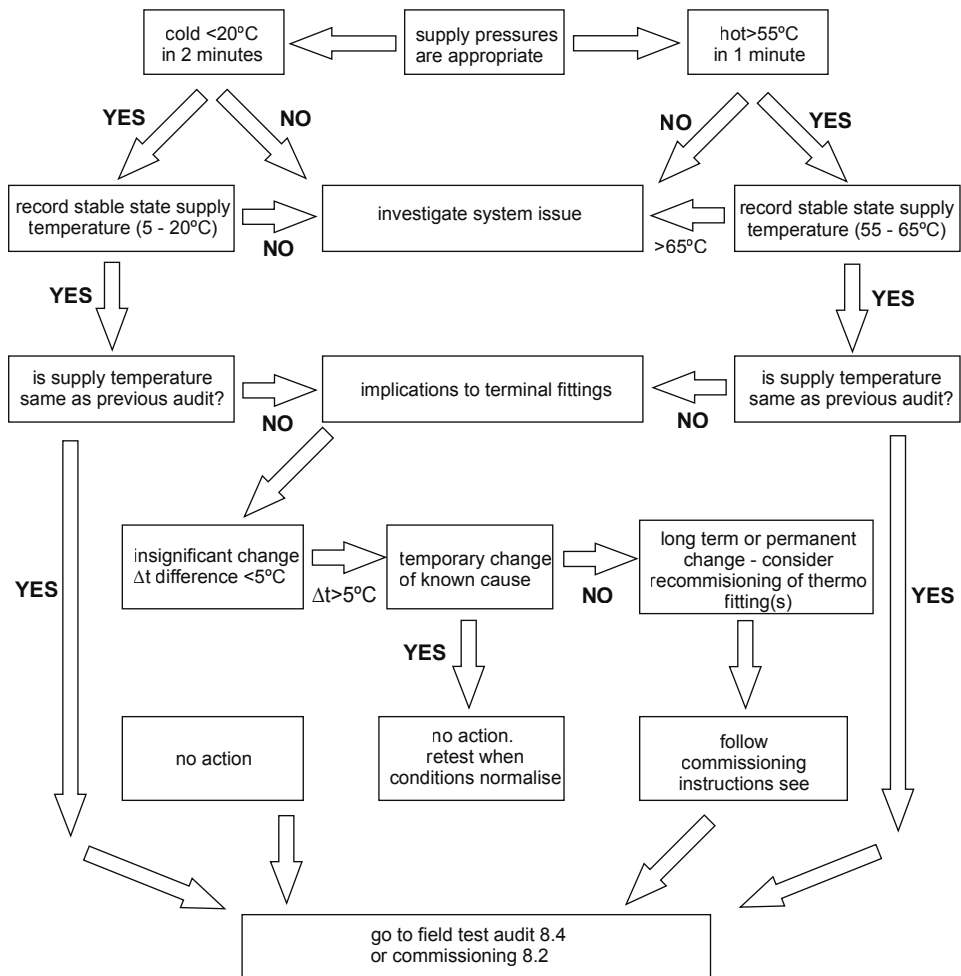 cold <20ºC
in 2 minutes
supply pressures
are appropriate
hot>55ºC
in 1 minute
YES
NO
NO
YES
record stable state supply
temperature (5 - 20ºC)
NO
investigate system issue
>65ºC
record stable state supply
temperature (55 - 65ºC)
YES
YES
is supply temperature
same as previous audit?
NO
implications to terminal fittings
NO
is supply temperature
same as previous audit?
insignificant change
Δt difference <5ºC
Δt>5ºC
temporary change
of known cause
NO
long term or permanent
change - consider
recommisioning of thermo
fitting(s)
YES
YES
YES
no action
no action.
retest when
conditions normalise
follow
commissioning
instructions see
go to field test audit 8.4
or commissioning 8.2